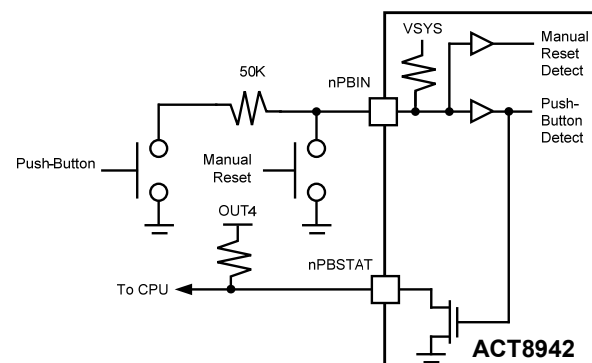 VSYS
Manual
Reset
Detect
50K
nPBIN
Push-
Button
Detect
Push-Button
Manual
Reset
OUT4
nPBSTAT
To CPU
ACT8942